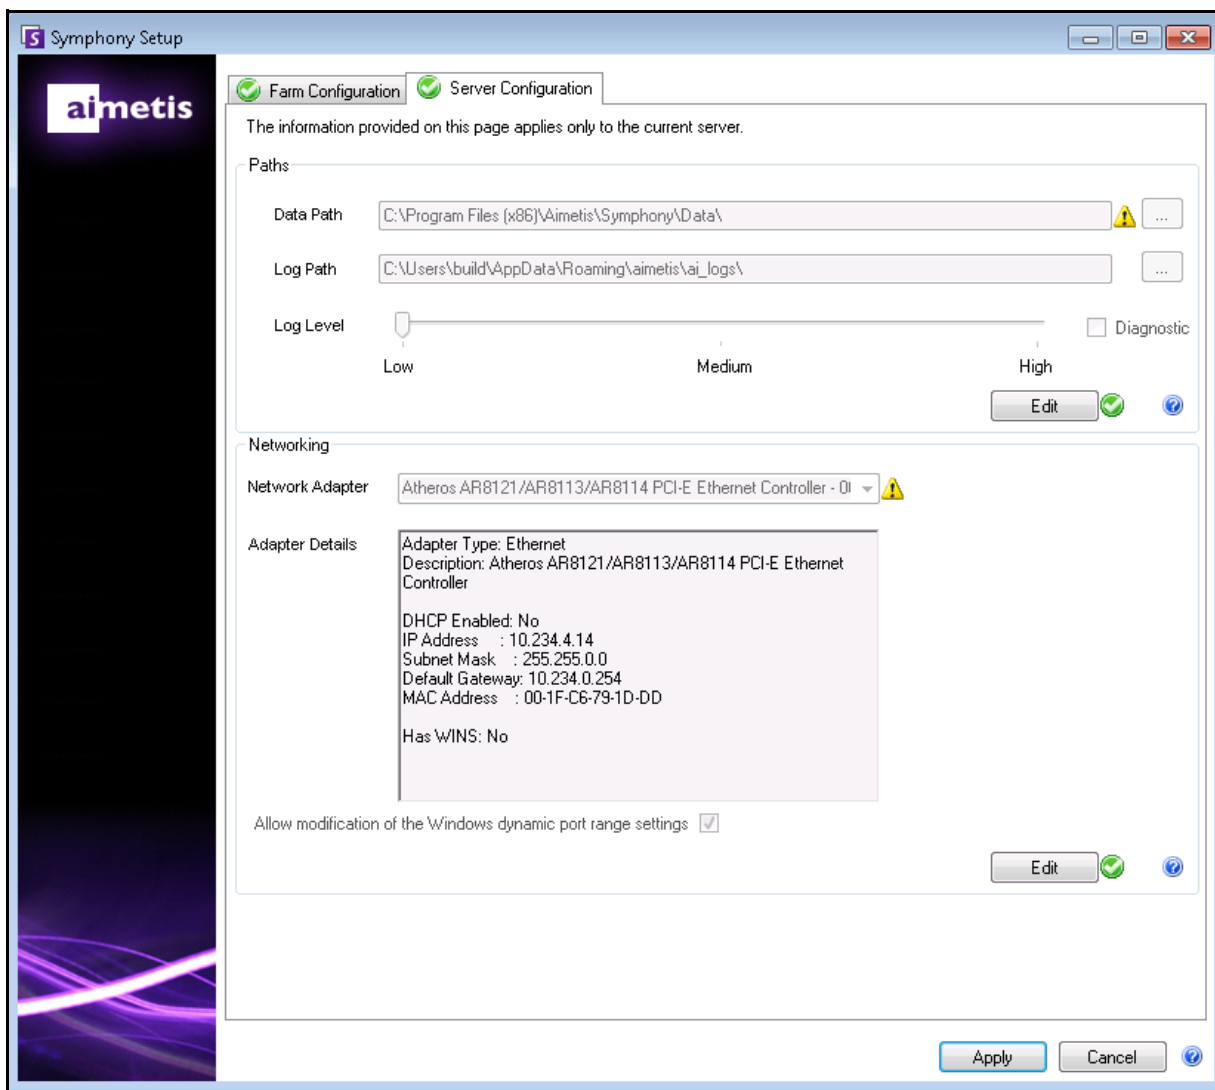 Symphony Setup
aimetis
Farm Configuration
Server Configuration
The information provided on this page applies only to the current server.
Paths
Data Path
C:\Program Files (x86)\Aimetis\Symphony\Data\
...
Log Path
C:\Users\build\AppData\Roaming\aimetis\ai_logs\
...
Log Level
Diagnostic
Low Medium High
Edit
Networking
Network Adapter
Atheros AR8121/AR8113/AR8114 PCI-E Ethernet Controller -
Adapter Details
Adapter Type: Ethernet
Description: Atheros AR8121/AR8113/AR8114 PCI-E Ethernet
Controller
DHCP Enabled: No
IP Address : 10.234.4.14
Subnet Mask : 255.255.0.0
Default Gateway: 10.234.0.254
MAC Address : 00-1F-C6-79-1D-DD
Has WINS: No
Allow modification of the Windows dynamic port range settings
Edit
Apply
Cancel